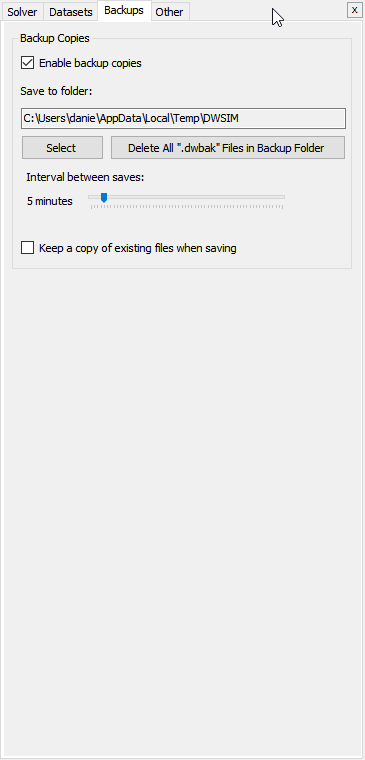 Solver Datasets Backups Other x
Backup Copies
Enable backup copies
Save to folder:
C:\Users\danie\AppData\Local\Temp\DWSIM
Select Delete All ".dwbak" Files in Backup Folder
Interval between saves:
5 minutes
Keep a copy of existing files when saving